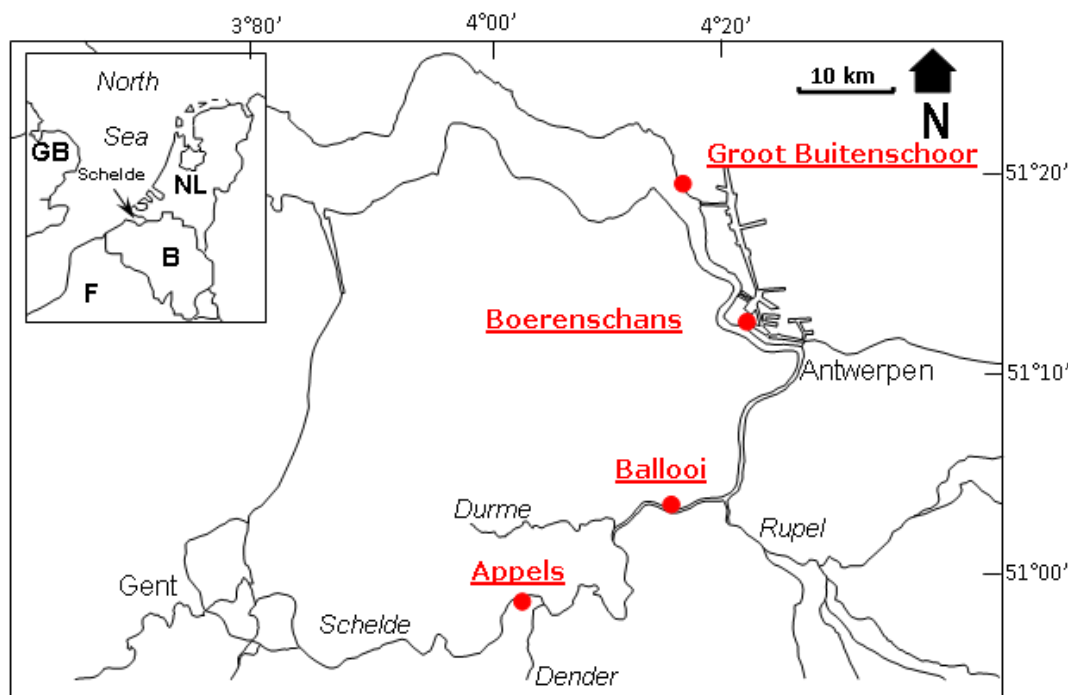 3°80’
4°00’
4°20’
North
Sea
GB
Schelde
NL
B
F
10 km
N
Groot Buitenschoor
51°20’
Boerenschans
Antwerpen
51°10’
Ballooi
Durme
Rupel
Appels
51°00’
Gent
Schelde
Dender